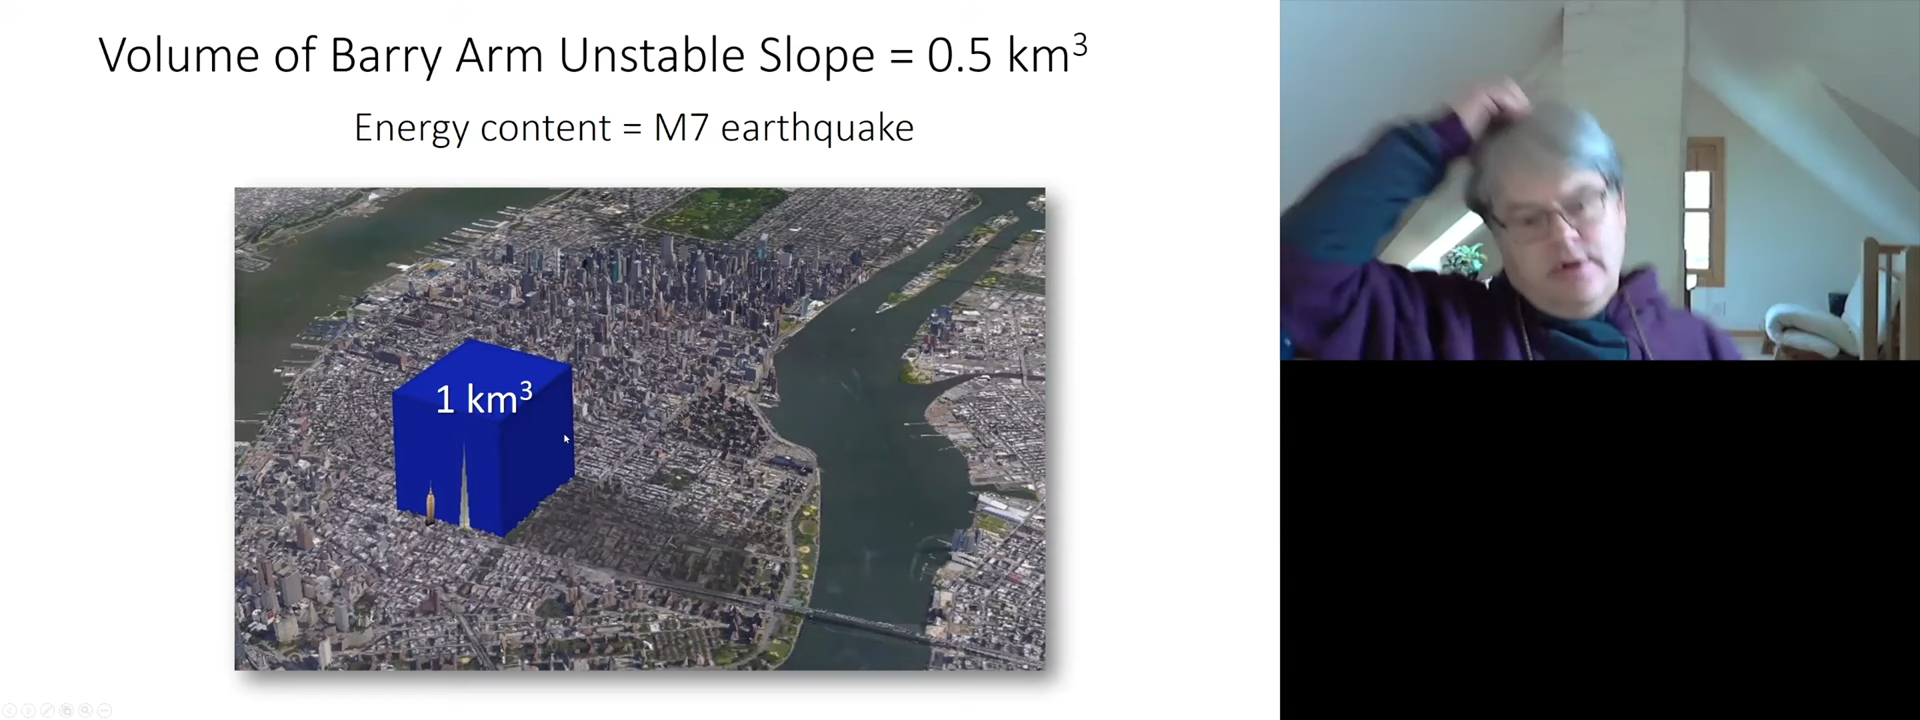 Volume of Barry Arm Unstable Slope = 0.5 km³
Energy content = M7 earthquake
1 km³